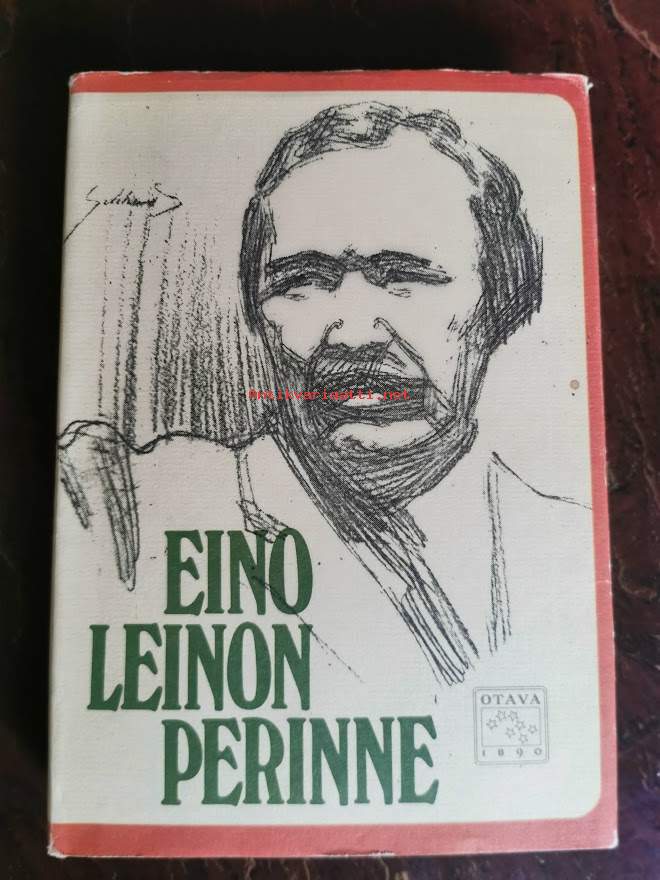 Antikvariaatti.net
EINO
LEINON
PERINNE
OTAVA
1890